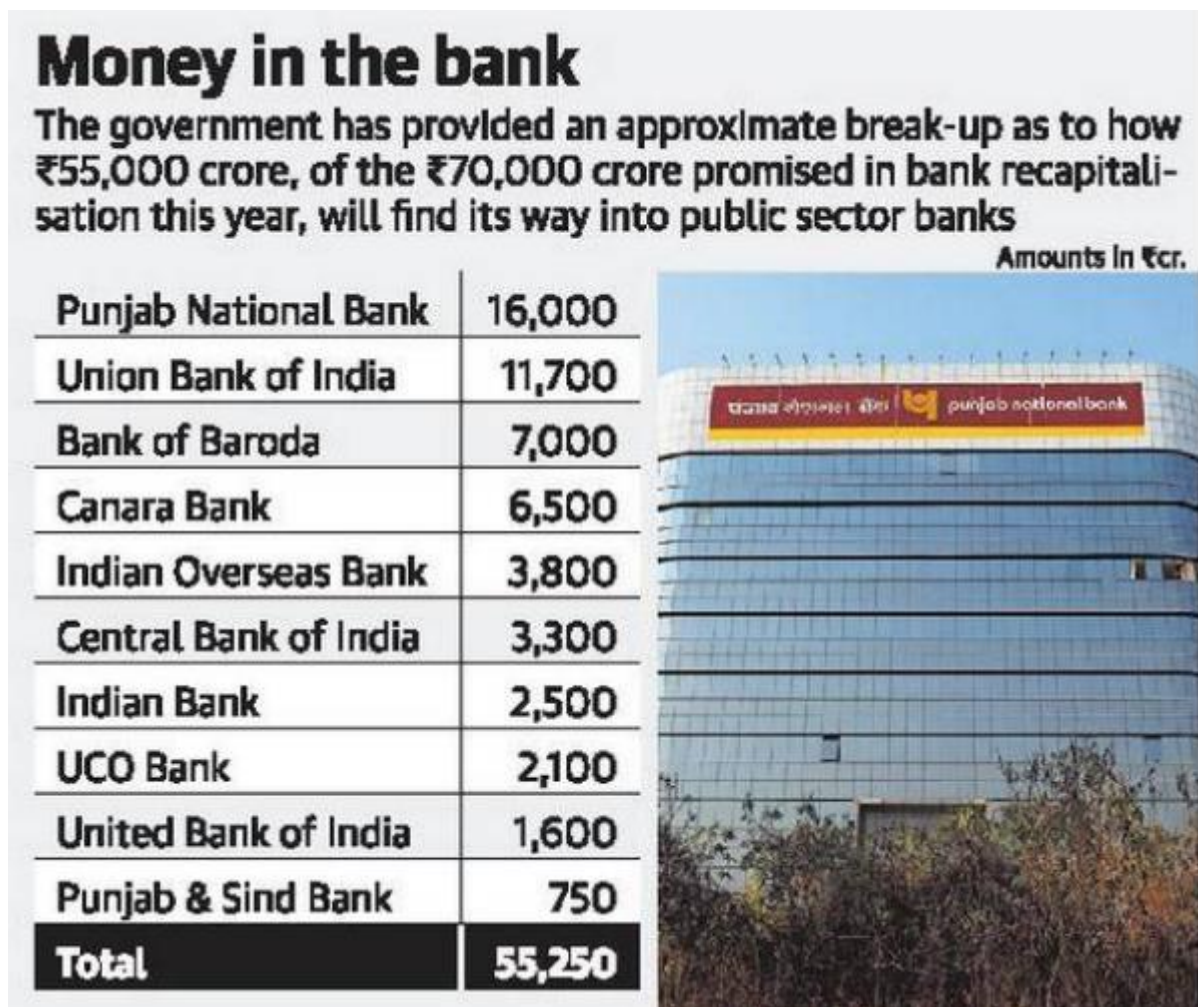 Money in the bank
The government has provided an approximate break-up as to how
₹55,000 crore, of the ₹70,000 crore promised in bank recapitali-
sation this year, will find its way into public sector banks
Amounts in ₹cr.
Punjab National Bank 16,000
Union Bank of India 11,700
Bank of Baroda 7,000
Canara Bank 6,500
Indian Overseas Bank 3,800
Central Bank of India 3,300
Indian Bank 2,500
UCO Bank 2,100
United Bank of India 1,600
Punjab & Sind Bank 750
Total 55,250
पंजाब नैशनल बैंक punjab national bank